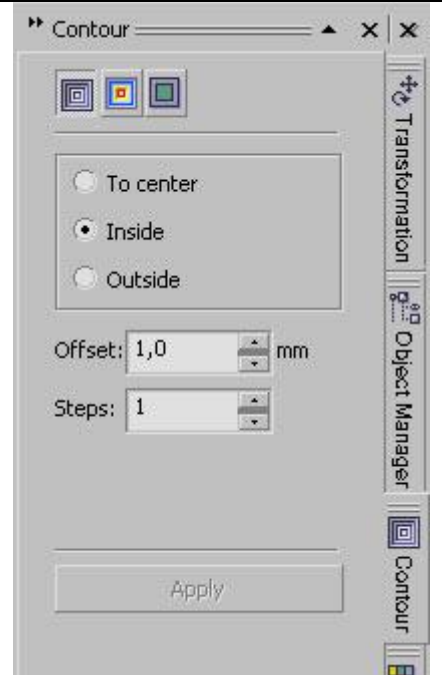 Contour
To center
Inside
Outside
Offset: 1,0 mm
Steps: 1
Apply
Transformation
Object Manager
Contour